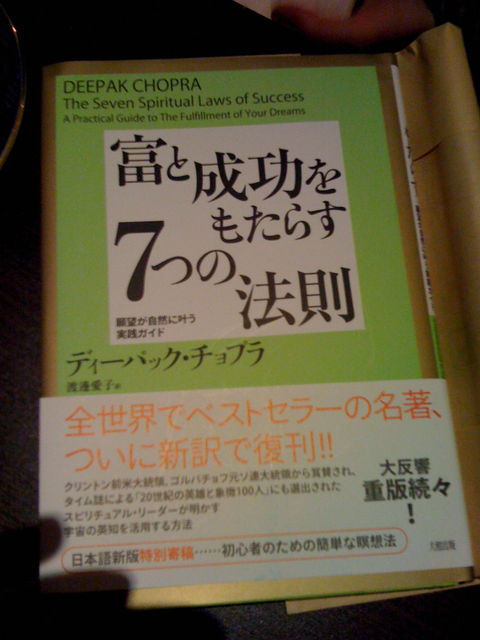 DEEPAK CHOPRA
The Seven Spiritual Laws of Success
A Practical Guide to The Fulfillment of Your Dreams
富と成功を
もたらす
7つの
法則
願望が自然に叶う
実践ガイド
ディーパック・チョプラ
渡邊愛子 訳
全世界でベストセラーの名著、
ついに新訳で復刊!!
クリントン前米大統領、ゴルバチョフ元ソ連大統領から賞賛され、
タイム誌による「20世紀の英雄と象徴100人」にも選出された
スピリチュアル・リーダーが明かす
宇宙の英知を活用する方法
大反響
重版続々
!
日本語新版特別寄稿……初心者のための簡単な瞑想法
大和出版